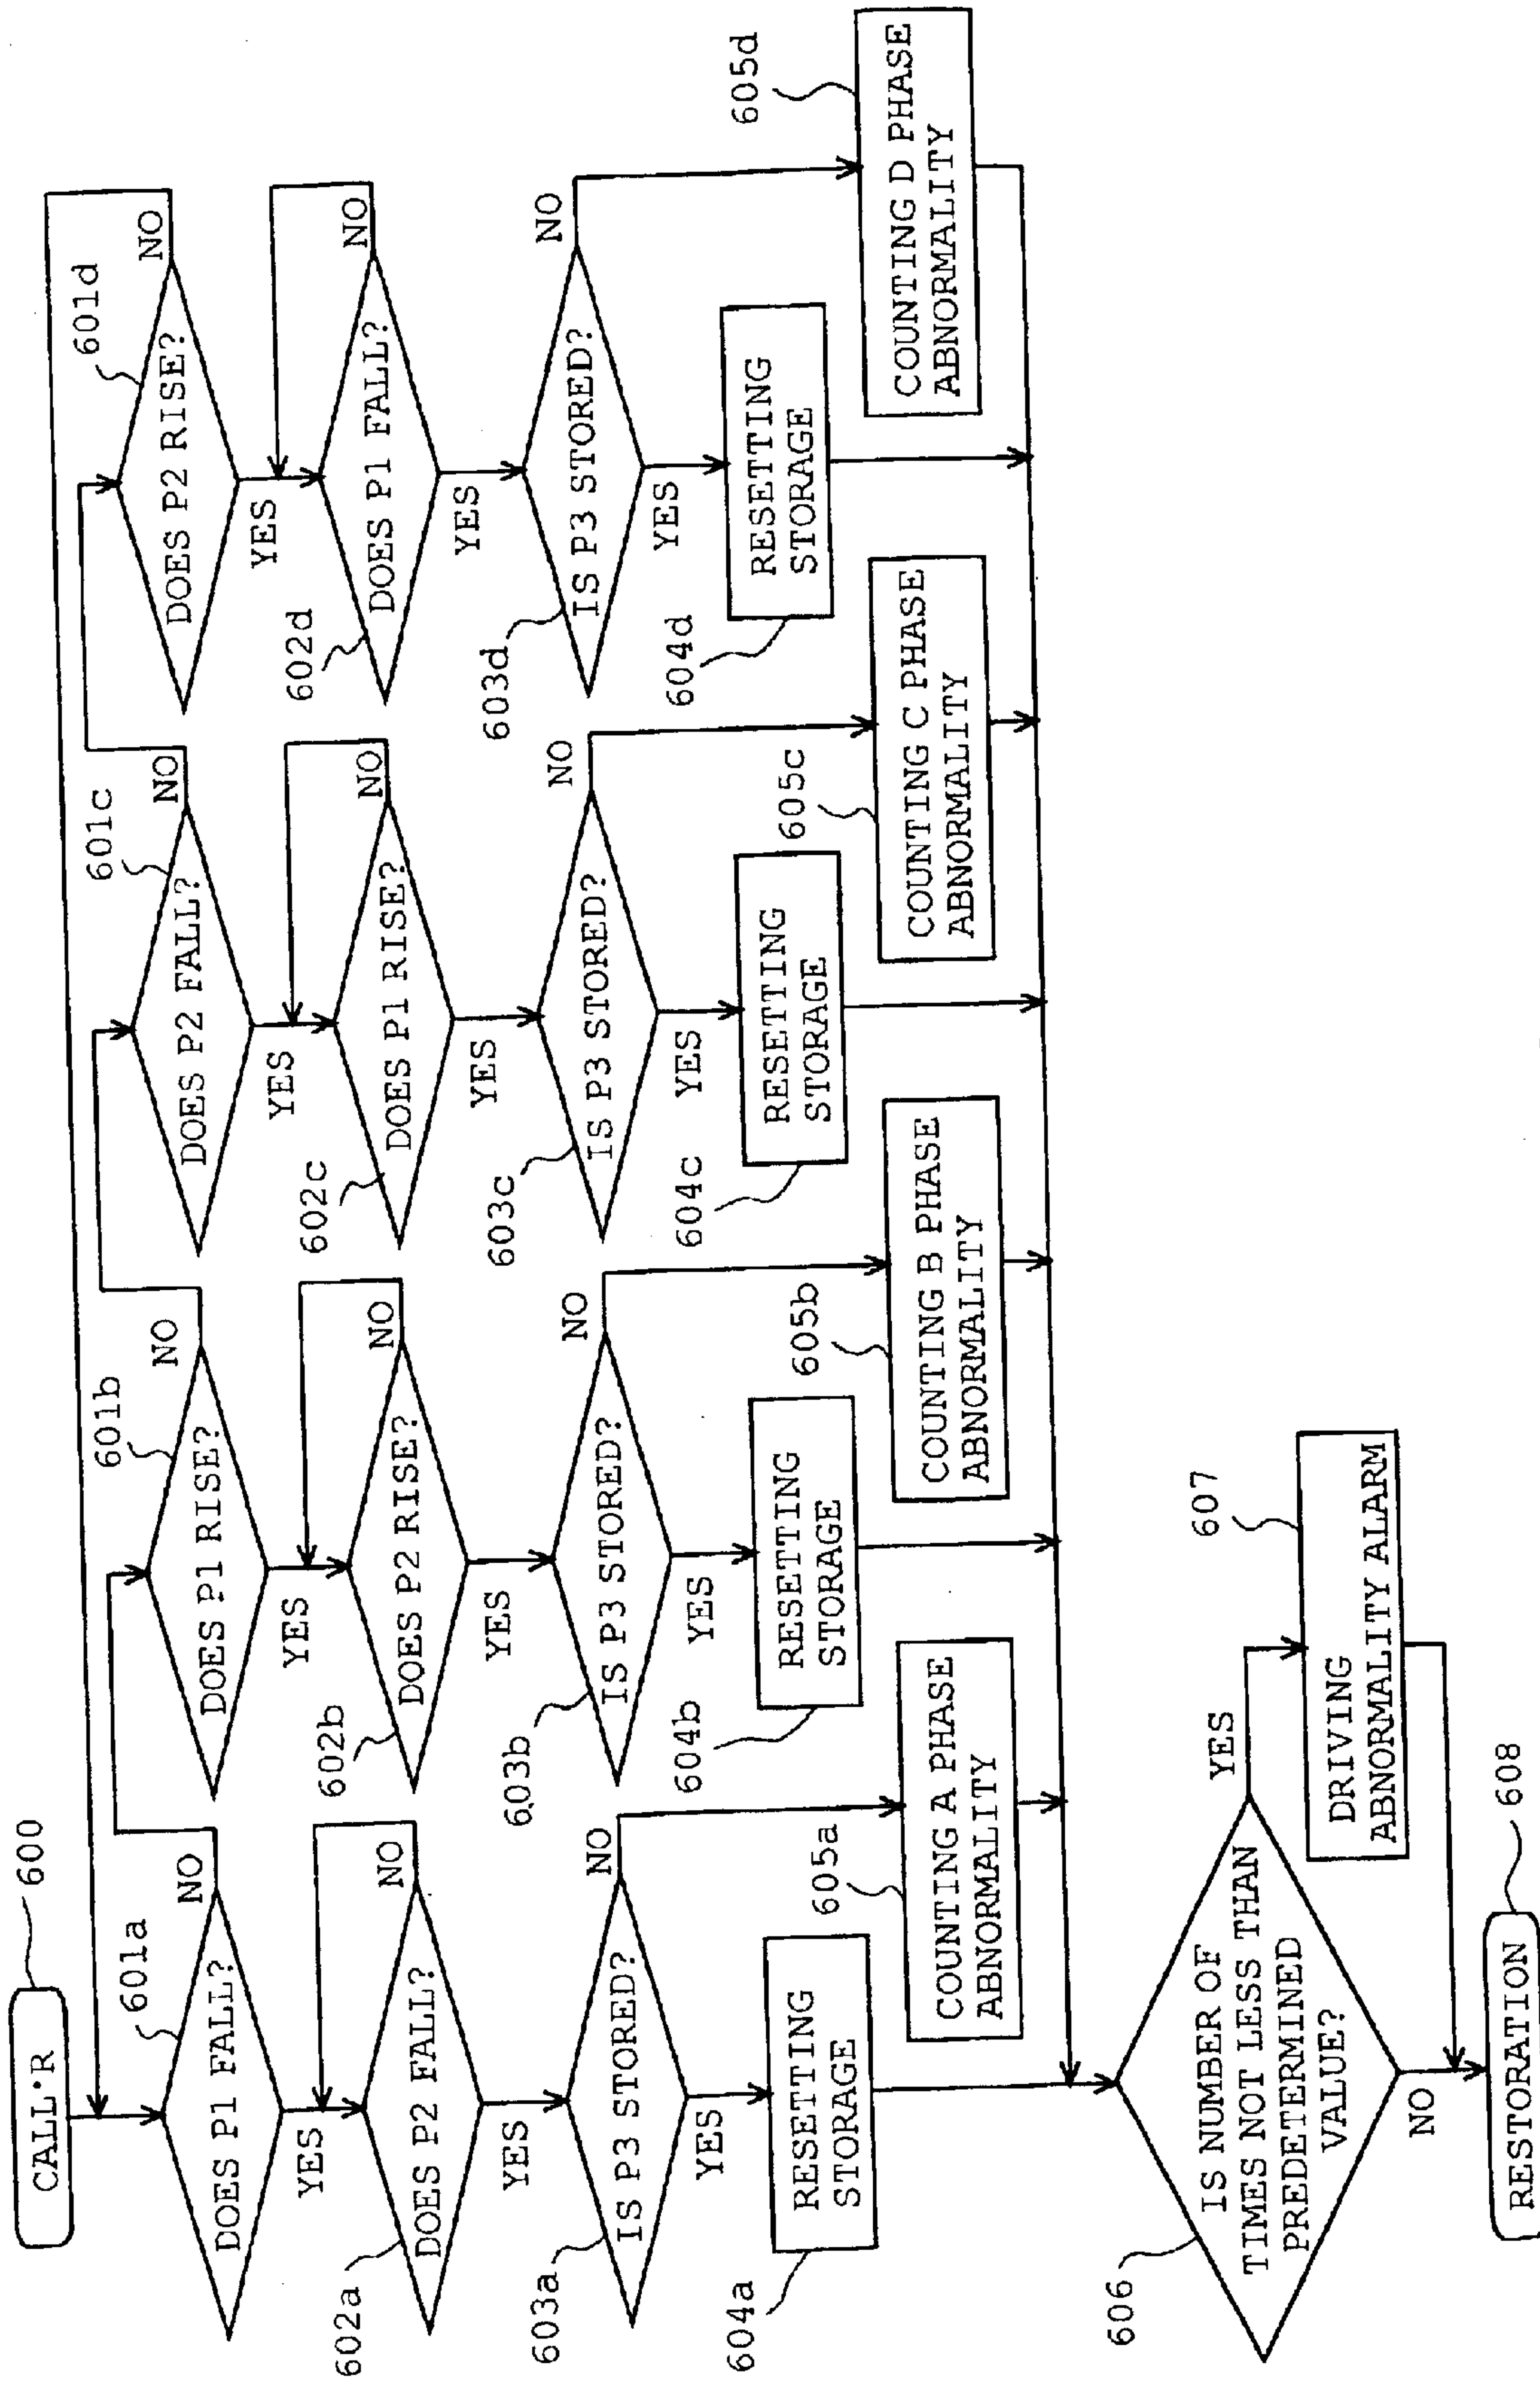 CALL·R
600
601a
DOES P1 FALL?
NO
YES
602a
DOES P2 FALL?
NO
YES
603a
IS P3 STORED?
NO
YES
604a
RESETTING
STORAGE
605a
COUNTING A PHASE
ABNORMALITY
601b
DOES P1 RISE?
NO
YES
602b
DOES P2 RISE?
NO
YES
603b
IS P3 STORED?
NO
YES
604b
RESETTING
STORAGE
605b
COUNTING B PHASE
ABNORMALITY
601c
DOES P2 FALL?
NO
YES
602c
DOES P1 RISE?
NO
YES
603c
IS P3 STORED?
NO
YES
604c
RESETTING
STORAGE
605c
COUNTING C PHASE
ABNORMALITY
601d
DOES P2 RISE?
NO
YES
602d
DOES P1 FALL?
NO
YES
603d
IS P3 STORED?
NO
YES
604d
RESETTING
STORAGE
605d
COUNTING D PHASE
ABNORMALITY
606
IS NUMBER OF
TIMES NOT LESS THAN
PREDETERMINED
VALUE?
YES
NO
607
DRIVING
ABNORMALITY ALARM
RESTORATION
608